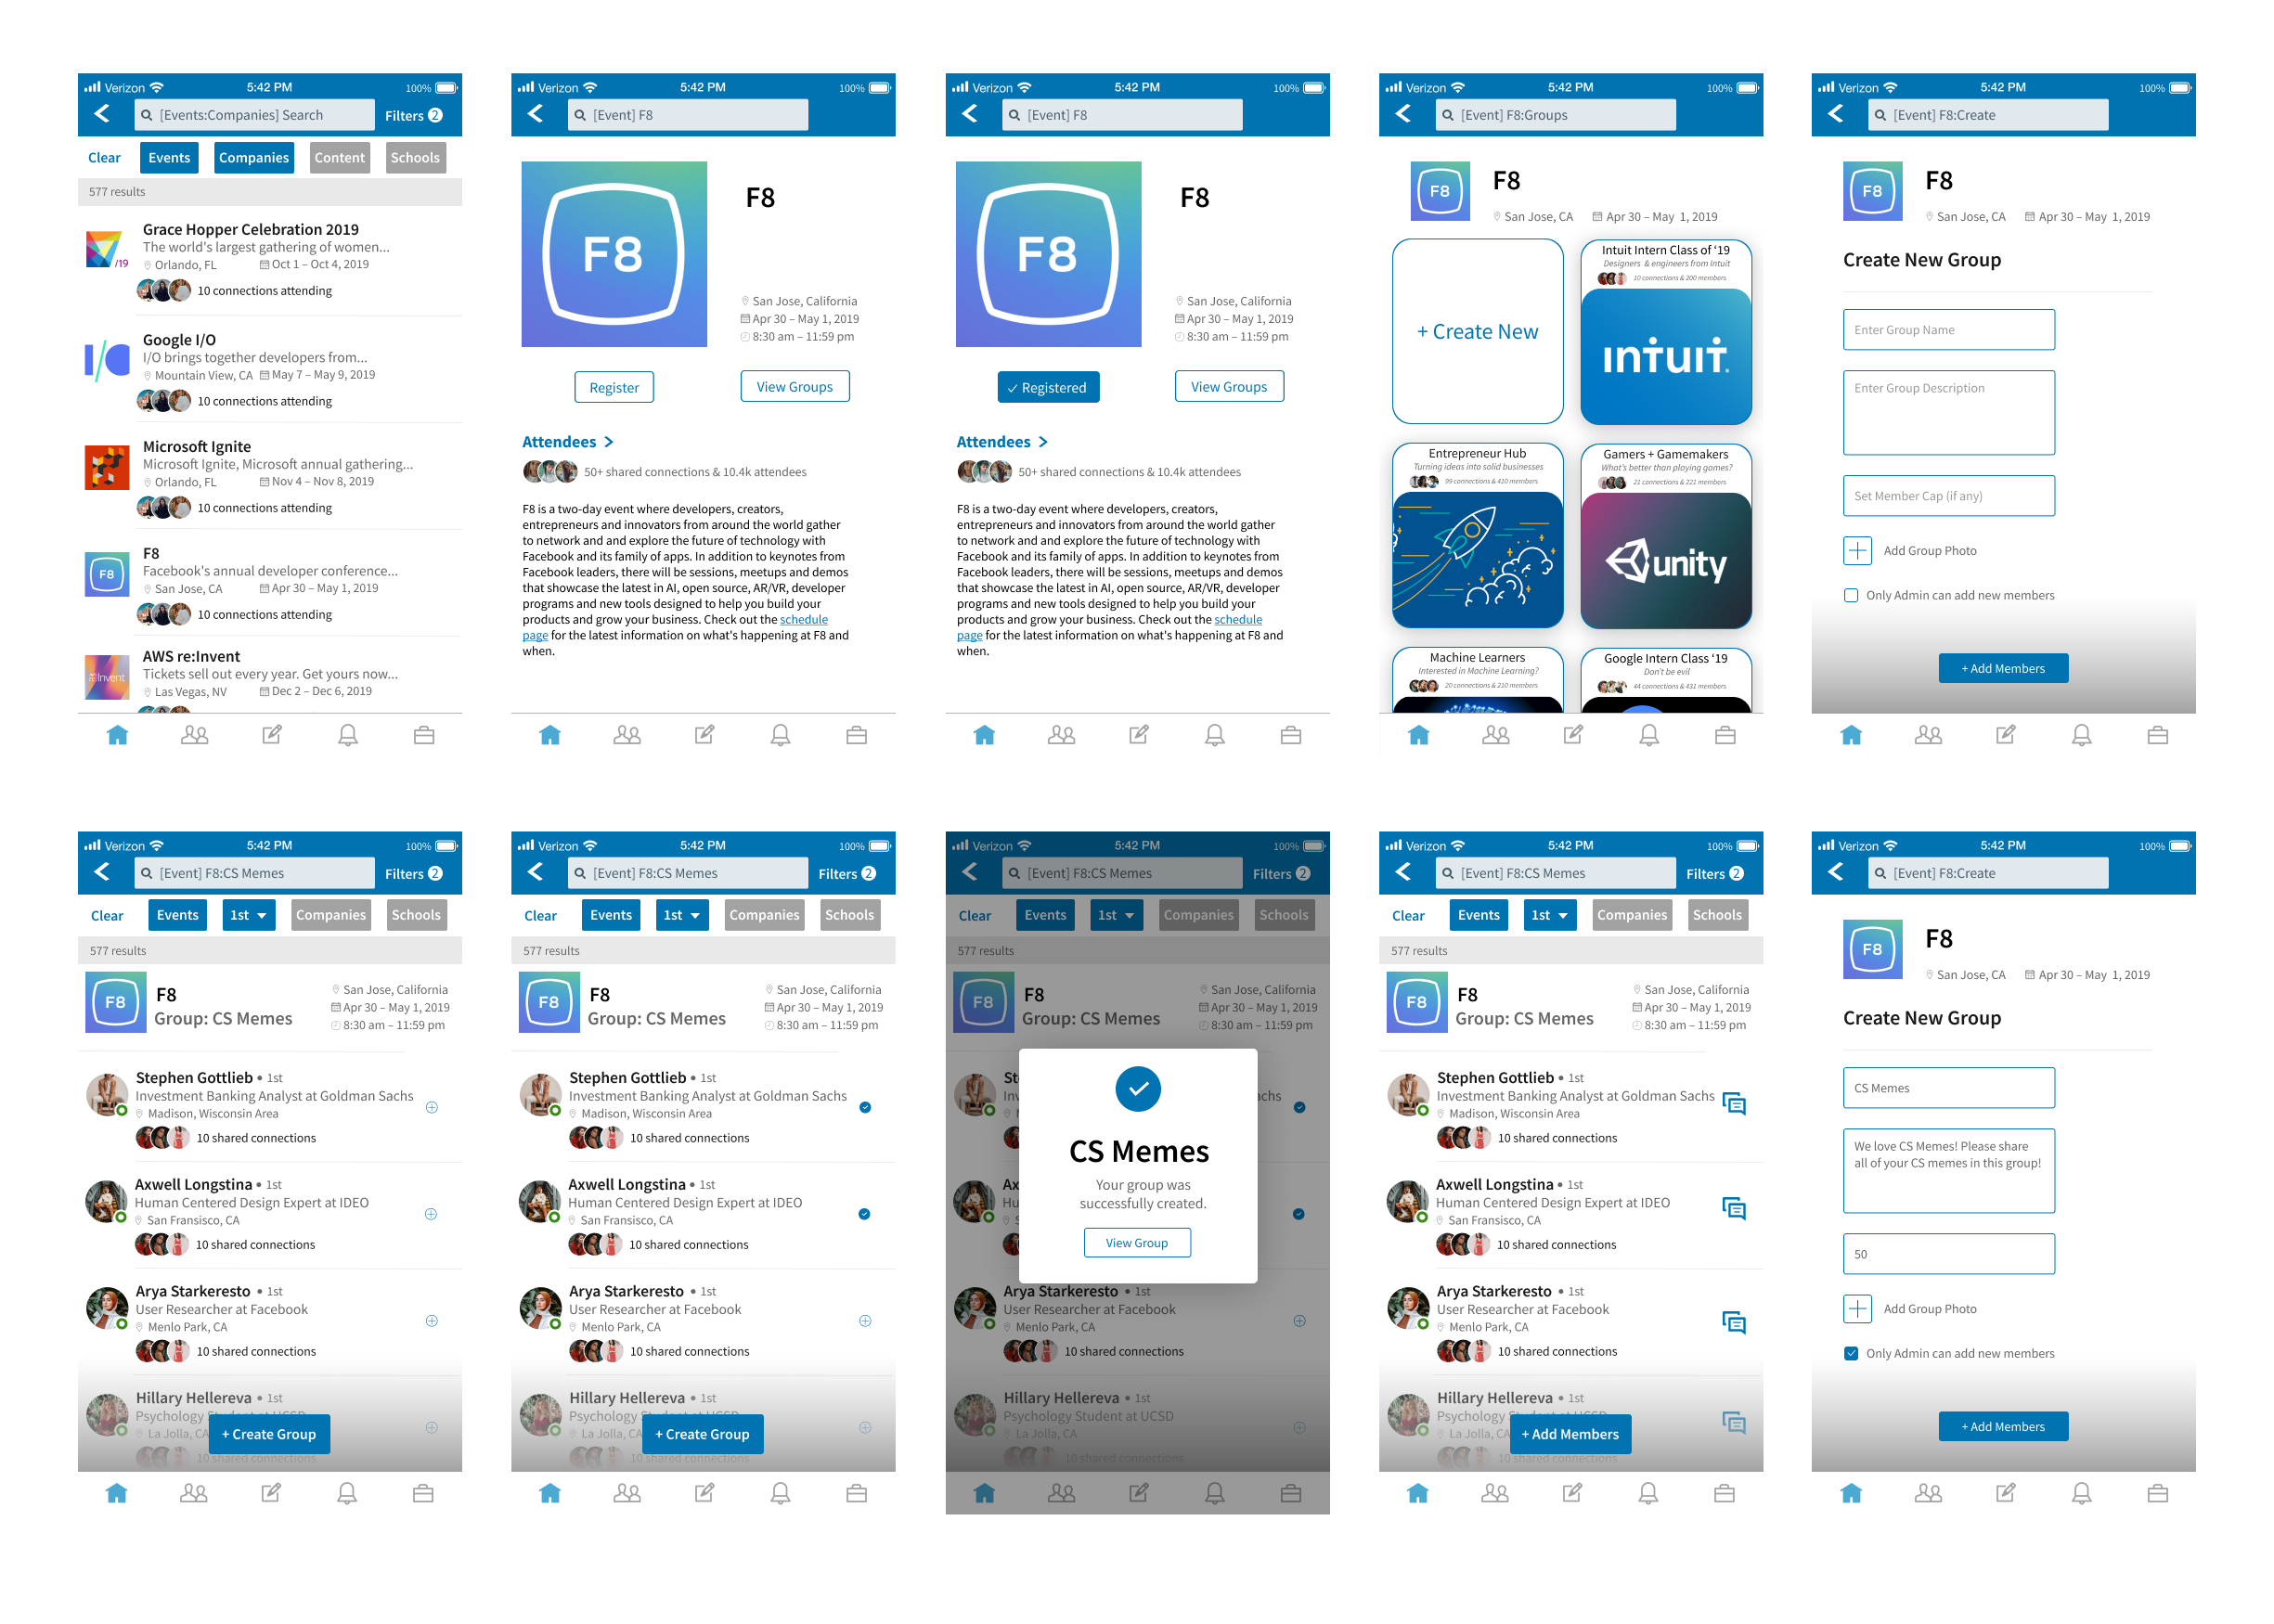 Verizon 5:42 PM 100%
[Events:Companies] Search Filters 2
Clear Events Companies Content Schools
577 results
Grace Hopper Celebration 2019
The world's largest gathering of women...
Orlando, FL Oct 1 – Oct 4, 2019
/19
10 connections attending
Google I/O
I/O brings together developers from...
Mountain View, CA May 7 – May 9, 2019
I/O
10 connections attending
Microsoft Ignite
Microsoft Ignite, Microsoft annual gathering...
Orlando, FL Nov 4 – Nov 8, 2019
10 connections attending
F8
Facebook's annual developer conference...
F8
San Jose, CA Apr 30 – May 1, 2019
10 connections attending
AWS re:Invent
Tickets sell out every year. Get yours now...
re:Invent
Las Vegas, NV Dec 2 – Dec 6, 2019
Verizon 5:42 PM 100%
[Event] F8
F8
F8
San Jose, California
Apr 30 – May 1, 2019
8:30 am – 11:59 pm
Register View Groups
Attendees >
50+ shared connections & 10.4k attendees
F8 is a two-day event where developers, creators,
entrepreneurs and innovators from around the world gather
to network and and explore the future of technology with
Facebook and its family of apps. In addition to keynotes from
Facebook leaders, there will be sessions, meetups and demos
that showcase the latest in AI, open source, AR/VR, developer
programs and new tools designed to help you build your
products and grow your business. Check out the schedule
page for the latest information on what's happening at F8 and
when.
Verizon 5:42 PM 100%
[Event] F8
F8
F8
San Jose, California
Apr 30 – May 1, 2019
8:30 am – 11:59 pm
✓ Registered View Groups
Attendees >
50+ shared connections & 10.4k attendees
F8 is a two-day event where developers, creators,
entrepreneurs and innovators from around the world gather
to network and and explore the future of technology with
Facebook and its family of apps. In addition to keynotes from
Facebook leaders, there will be sessions, meetups and demos
that showcase the latest in AI, open source, AR/VR, developer
programs and new tools designed to help you build your
products and grow your business. Check out the schedule
page for the latest information on what's happening at F8 and
when.
Verizon 5:42 PM 100%
[Event] F8:Groups
F8
F8
San Jose, CA Apr 30 – May 1, 2019
+ Create New
Intuit Intern Class of ‘19
Designers & engineers from Intuit
10 connections & 200 members
intuit.
Entrepreneur Hub
Turning ideas into solid businesses
99 connections & 410 members
Gamers + Gamemakers
What's better than playing games?
21 connections & 221 members
unity
Machine Learners
Interested in Machine Learning?
20 connections & 210 members
Google Intern Class ‘19
Don't be evil
44 connections & 431 members
Verizon 5:42 PM 100%
[Event] F8:Create
F8
F8
San Jose, CA Apr 30 – May 1, 2019
Create New Group
Enter Group Name
Enter Group Description
Set Member Cap (if any)
Add Group Photo
Only Admin can add new members
+ Add Members
Verizon 5:42 PM 100%
[Event] F8:CS Memes Filters 2
Clear Events 1st Companies Schools
577 results
F8
F8
Group: CS Memes
San Jose, California
Apr 30 – May 1, 2019
8:30 am – 11:59 pm
Stephen Gottlieb • 1st
Investment Banking Analyst at Goldman Sachs
Madison, Wisconsin Area
10 shared connections
Axwell Longstina • 1st
Human Centered Design Expert at IDEO
San Fransisco, CA
10 shared connections
Arya Starkeresto • 1st
User Researcher at Facebook
Menlo Park, CA
10 shared connections
Hillary Hellereva • 1st
Psychology Student at UCSD
La Jolla, CA
+ Create Group
10 shared connections
Verizon 5:42 PM 100%
[Event] F8:CS Memes Filters 2
Clear Events 1st Companies Schools
577 results
F8
F8
Group: CS Memes
San Jose, California
Apr 30 – May 1, 2019
8:30 am – 11:59 pm
Stephen Gottlieb • 1st
Investment Banking Analyst at Goldman Sachs
Madison, Wisconsin Area
10 shared connections
Axwell Longstina • 1st
Human Centered Design Expert at IDEO
San Fransisco, CA
10 shared connections
Arya Starkeresto • 1st
User Researcher at Facebook
Menlo Park, CA
10 shared connections
Hillary Hellereva • 1st
Psychology Student at UCSD
La Jolla, CA
+ Create Group
10 shared connections
Verizon 5:42 PM 100%
[Event] F8:CS Memes Filters 2
Clear Events 1st Companies Schools
577 results
F8
F8
Group: CS Memes
San Jose, California
Apr 30 – May 1, 2019
8:30 am – 11:59 pm
CS Memes
Your group was
successfully created.
View Group
Arya Starkeresto • 1st
User Researcher at Facebook
Menlo Park, CA
10 shared connections
Hillary Hellereva • 1st
Psychology Student at UCSD
La Jolla, CA
10 shared connections
Verizon 5:42 PM 100%
[Event] F8:CS Memes Filters 2
Clear Events 1st Companies Schools
577 results
F8
F8
Group: CS Memes
San Jose, California
Apr 30 – May 1, 2019
8:30 am – 11:59 pm
Stephen Gottlieb • 1st
Investment Banking Analyst at Goldman Sachs
Madison, Wisconsin Area
10 shared connections
Axwell Longstina • 1st
Human Centered Design Expert at IDEO
San Fransisco, CA
10 shared connections
Arya Starkeresto • 1st
User Researcher at Facebook
Menlo Park, CA
10 shared connections
Hillary Hellereva • 1st
Psychology Student at UCSD
La Jolla, CA
+ Add Members
10 shared connections
Verizon 5:42 PM 100%
[Event] F8:Create
F8
F8
San Jose, CA Apr 30 – May 1, 2019
Create New Group
CS Memes
We love CS Memes! Please share
all of your CS memes in this group!
50
Add Group Photo
Only Admin can add new members
+ Add Members